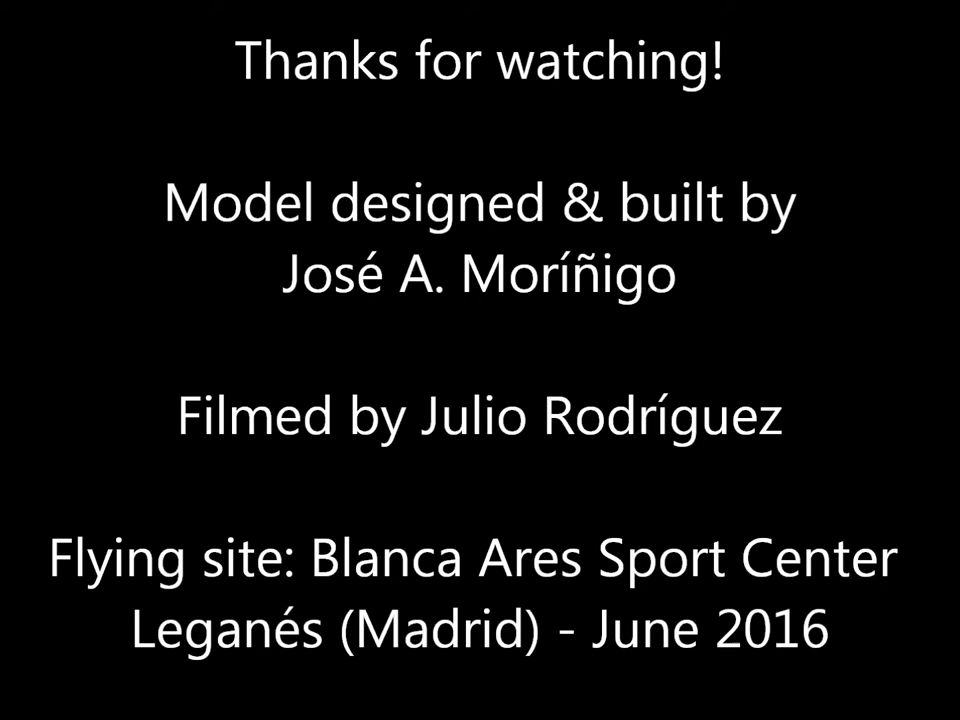 Thanks for watching!
Model designed & built by
José A. Moríñigo
Filmed by Julio Rodríguez
Flying site: Blanca Ares Sport Center
Leganés (Madrid) - June 2016